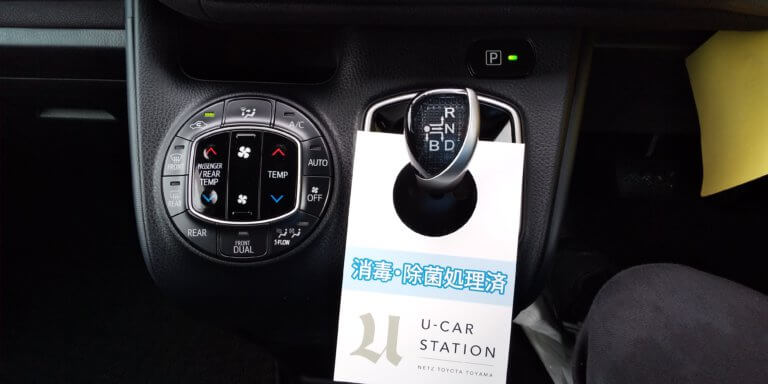 P
R
N
B D
A/C
FRONT
PASSENGER
/REAR
TEMP
TEMP
AUTO
REAR
OFF
REAR
FRONT
DUAL
S-FLOW
消毒・除菌処理済
U
U-CAR
STATION
NETZ TOYOTA TOYAMA